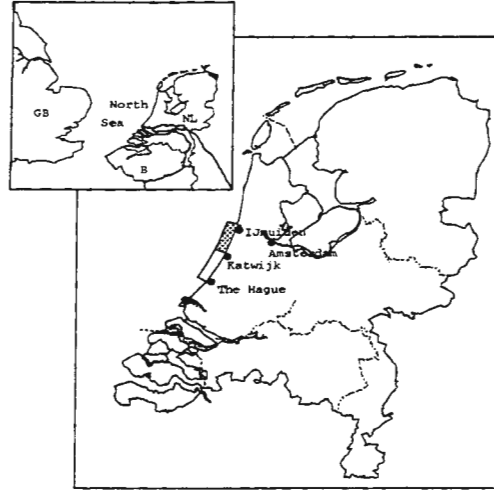 GB
North
Sea
NL
B
IJmuiden
Amsterdam
Katwijk
The Hague